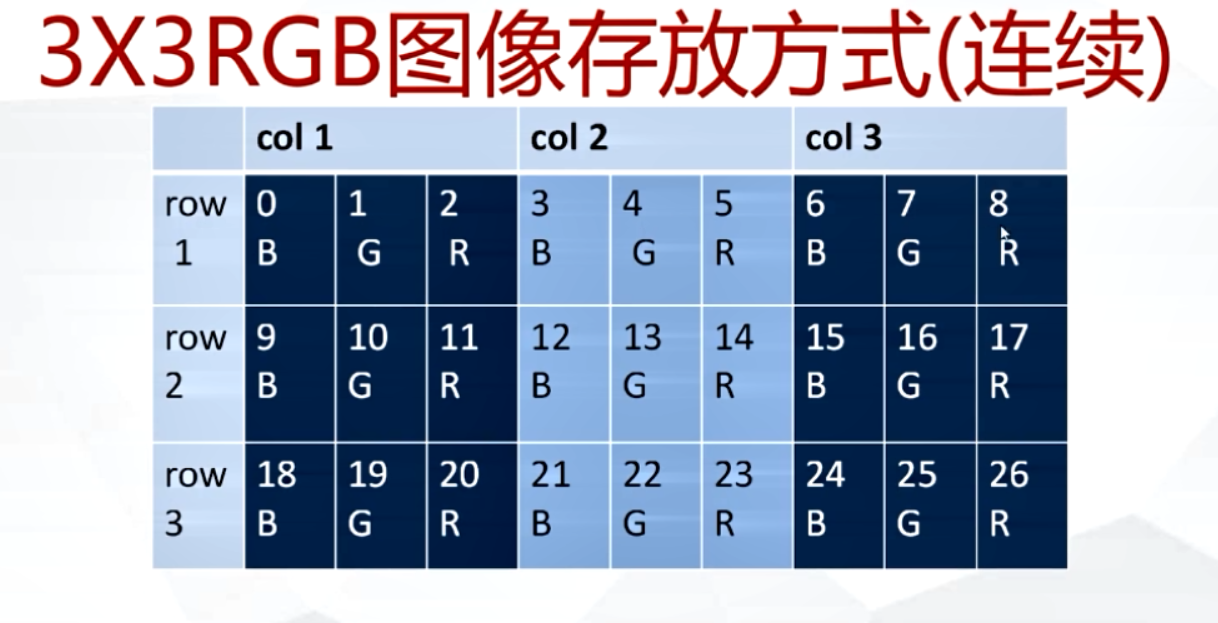 3X3RGB图像存放方式(连续)
col 1 col 2 col 3
row 0 1 2 3 4 5 6 7 8
1 B G R B G R B G R
row 9 10 11 12 13 14 15 16 17
2 B G R B G R B G R
row 18 19 20 21 22 23 24 25 26
3 B G R B G R B G R